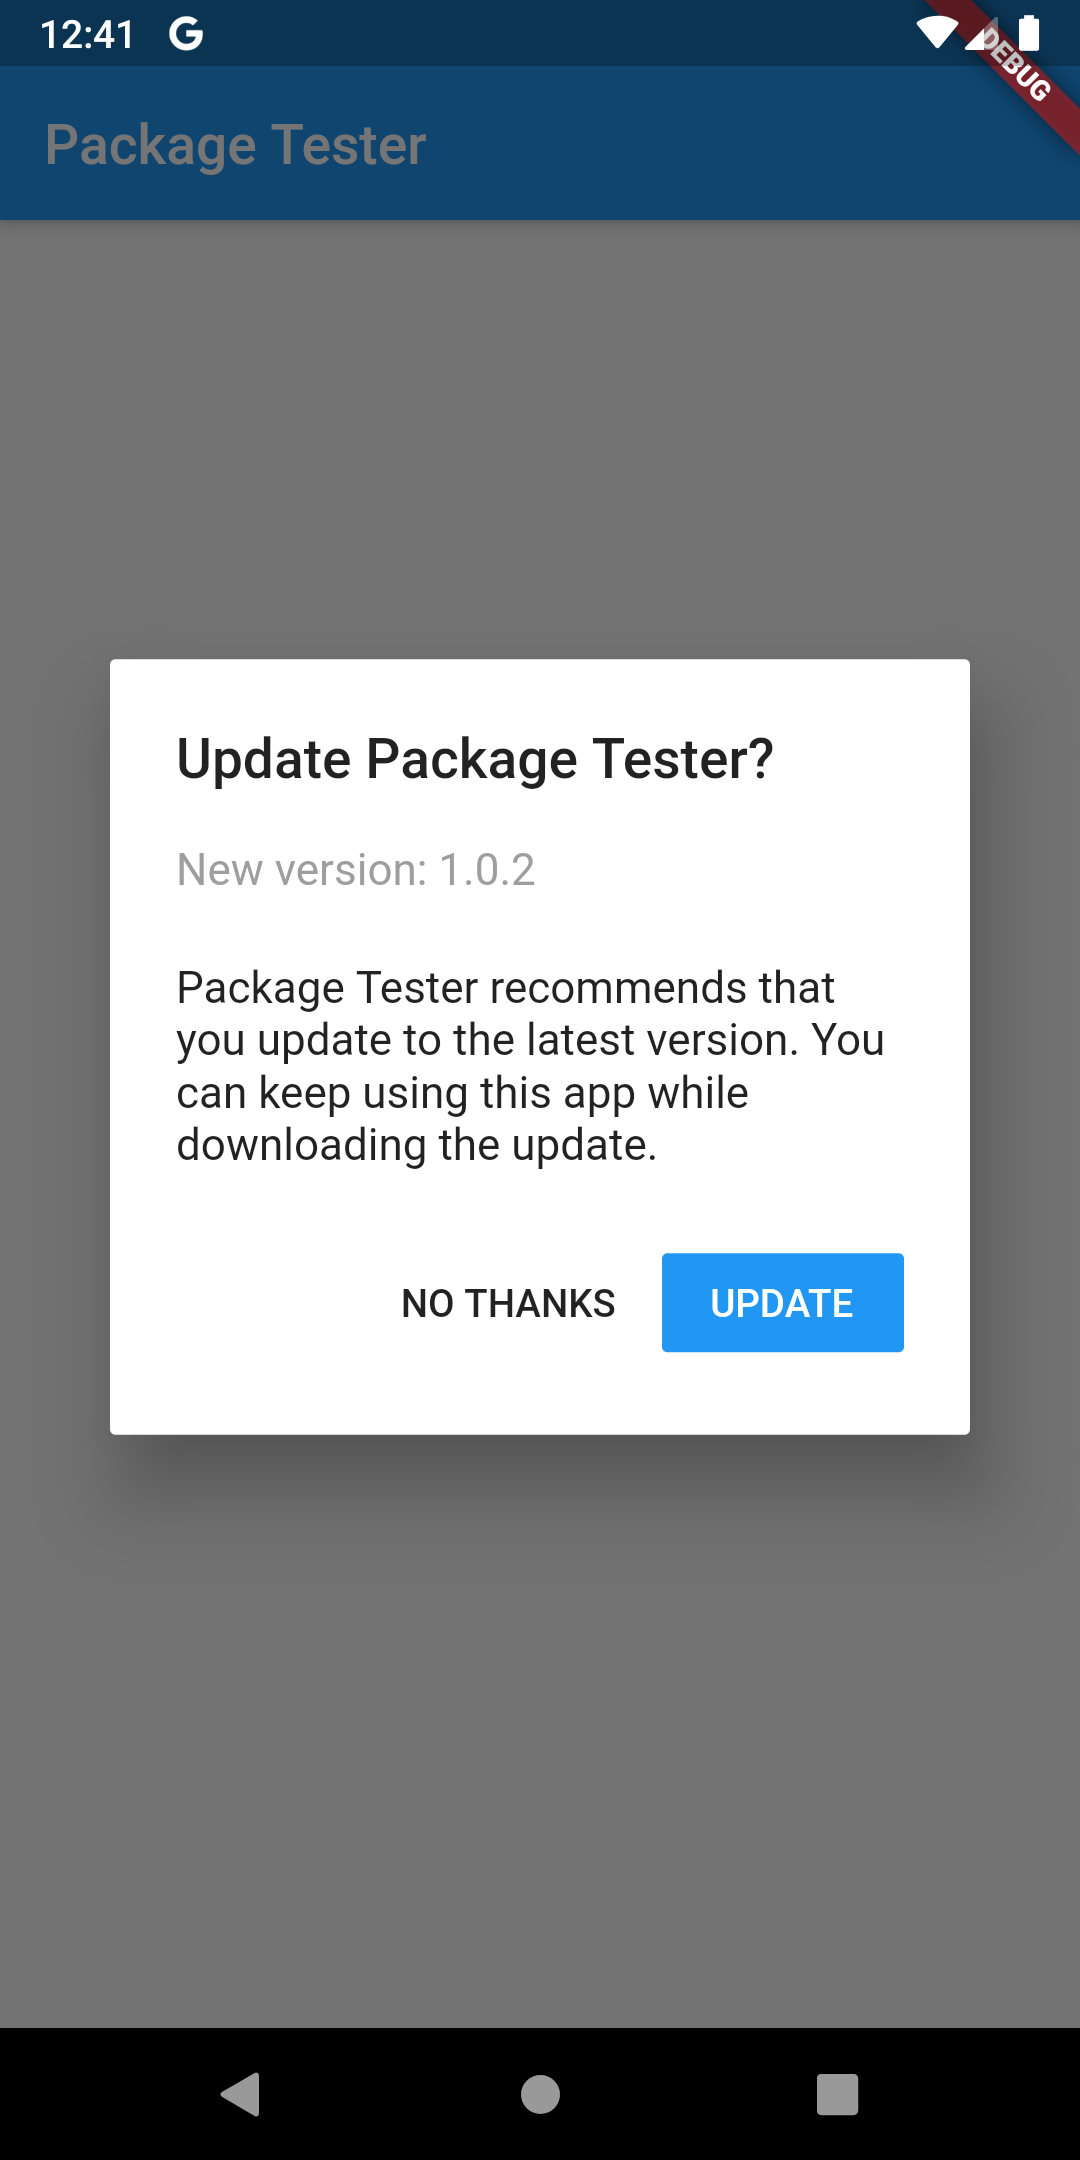 12:41 G
DEBUG
Package Tester
Update Package Tester?
New version: 1.0.2
Package Tester recommends that
you update to the latest version. You
can keep using this app while
downloading the update.
NO THANKS UPDATE